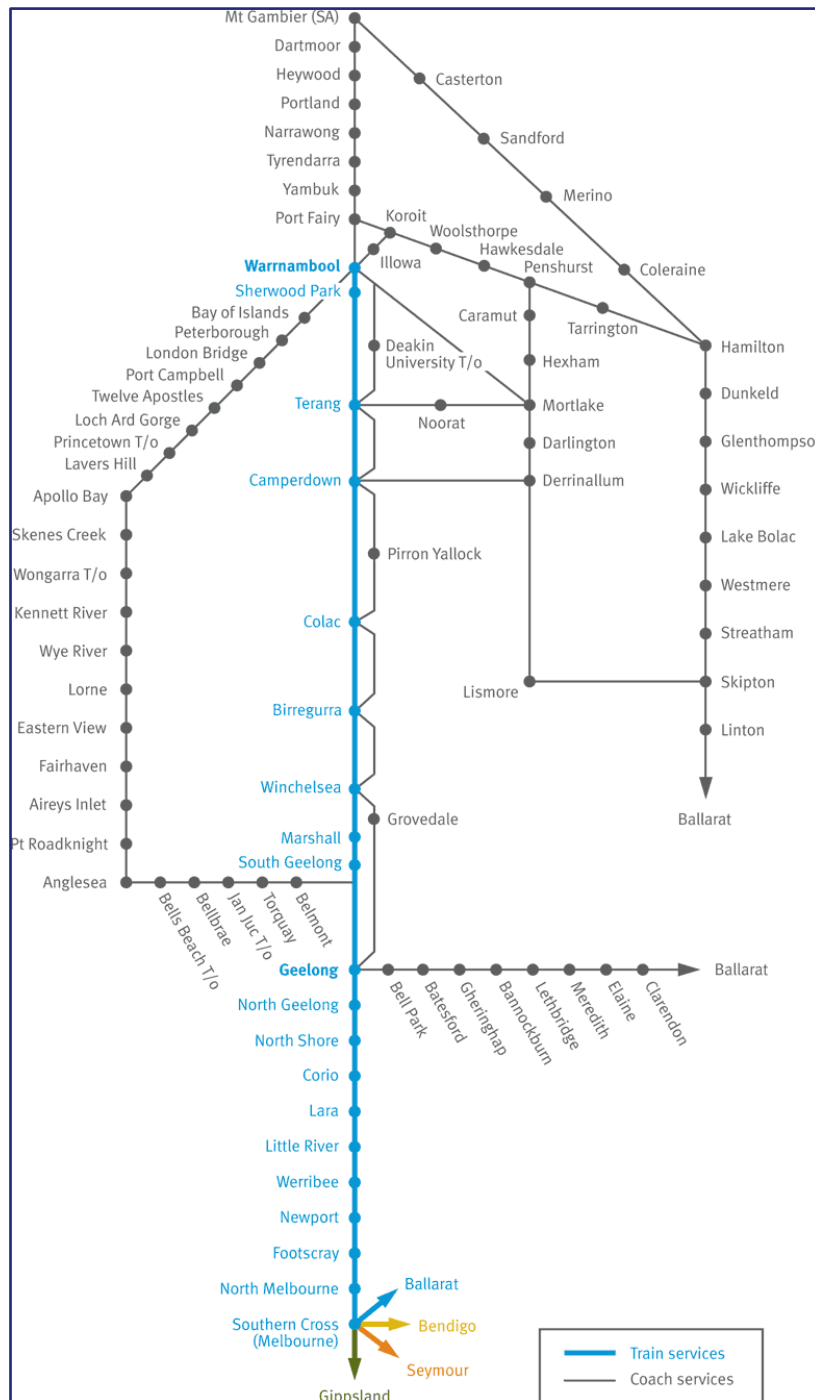 Mt Gambier (SA)
Dartmoor
Heywood
Portland
Narrawong
Tyrendarra
Yambuk
Port Fairy
Casterton
Sandford
Merino
Coleraine
Koroit
Woolsthorpe
Hawkesdale
Penshurst
Illowa
Tarrington
Warrnambool
Sherwood Park
Bay of Islands
Peterborough
London Bridge
Port Campbell
Twelve Apostles
Loch Ard Gorge
Princetown T/o
Lavers Hill
Apollo Bay
Skenes Creek
Wongarra T/o
Kennett River
Wye River
Lorne
Eastern View
Fairhaven
Aireys Inlet
Pt Roadknight
Anglesea
Bells Beach T/o
Bellbrae
Jan Juc T/o
Torquay
Belmont
Deakin
University T/o
Caramut
Hexham
Mortlake
Noorat
Darlington
Derrinallum
Lismore
Hamilton
Dunkeld
Glenthompso
Wickliffe
Lake Bolac
Westmere
Streatham
Skipton
Linton
Ballarat
Terang
Camperdown
Pirron Yallock
Colac
Birregurra
Winchelsea
Grovedale
Marshall
South Geelong
Geelong
Bell Park
Batesford
Gheringhap
Bannockburn
Lethbridge
Meredith
Elaine
Clarendon
Ballarat
North Geelong
North Shore
Corio
Lara
Little River
Werribee
Newport
Footscray
North Melbourne
Southern Cross
(Melbourne)
Ballarat
Bendigo
Seymour
Gippsland
Train services
Coach services